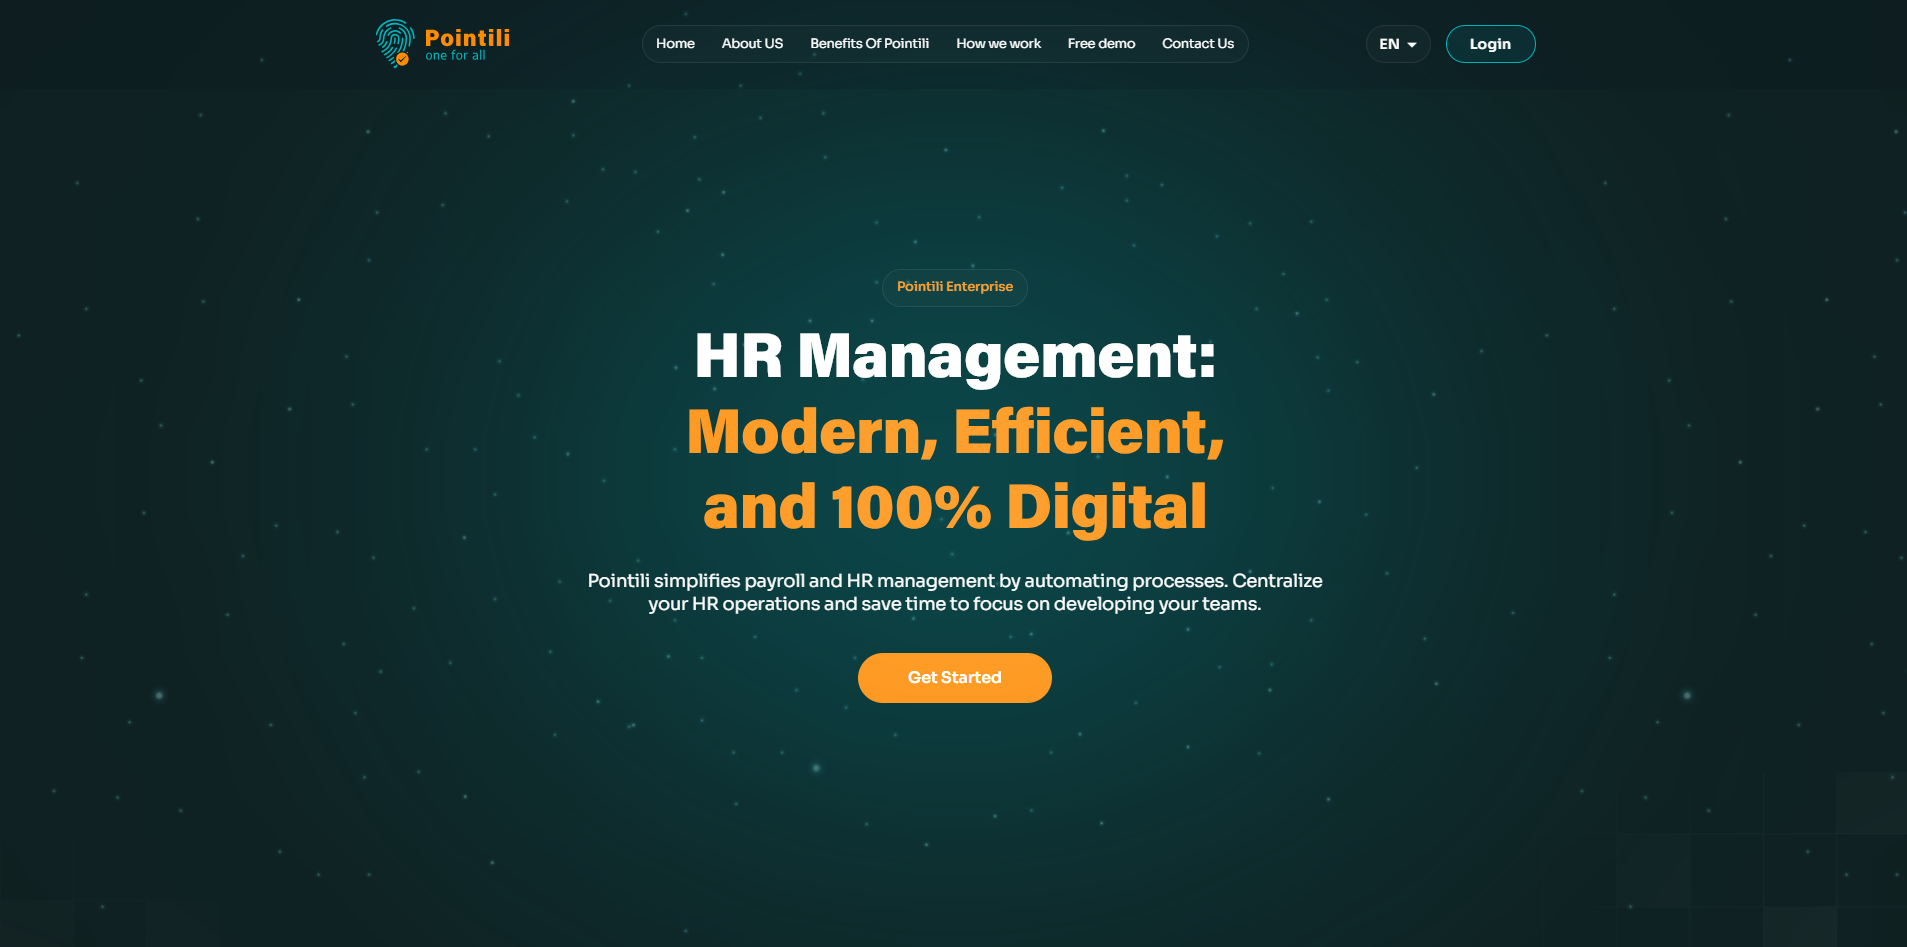 Pointili
one for all
Home About US Benefits Of Pointili How we work Free demo Contact Us
EN
Login
Pointili Enterprise
HR Management:
Modern, Efficient,
and 100% Digital
Pointili simplifies payroll and HR management by automating processes. Centralize
your HR operations and save time to focus on developing your teams.
Get Started